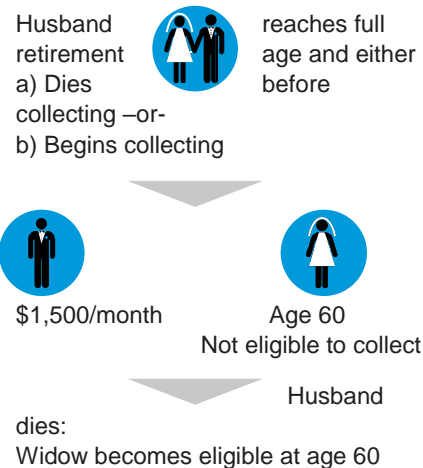 Husband reaches full
retirement age and either
a) Dies before
collecting –or-
b) Begins collecting
$1,500/month Age 60
Not eligible to collect
Husband
dies:
Widow becomes eligible at age 60